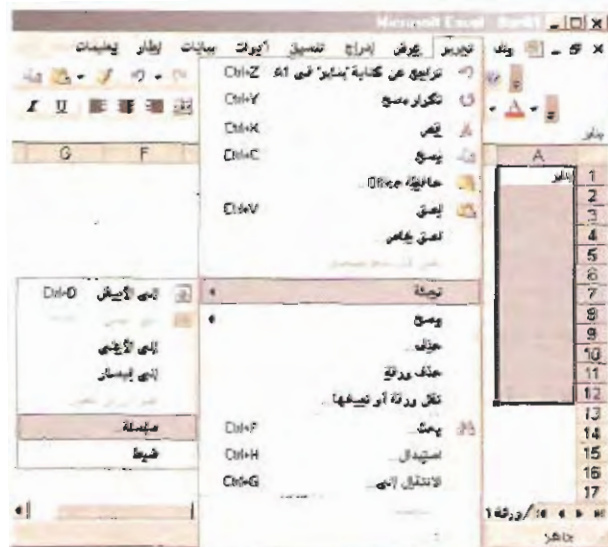 Microsoft Excel - Book1
ملف تحرير عرض إدراج تنسيق أدوات بيانات إطار تعليمات
يناير
تراجع عن كتابة "يناير" في A1 Ctrl+Z
تكرار مسح Ctrl+Y
قص Ctrl+X
نسخ Ctrl+C
حافظة Office...
لصق Ctrl+V
لصق خاص...
تعبئة
مسح
حذف...
حذف ورقة
نقل ورقة أو نسخها...
بحث... Ctrl+F
استبدال... Ctrl+H
الانتقال إلى... Ctrl+G
إلى الأسفل Ctrl+D
إلى الأعلى
إلى اليسار
سلسلة...
ضبط
A F G
1 يناير
2
3
4
5
6
7
8
9
10
11
12
13
14
15
16
17
ورقة1
جاهز